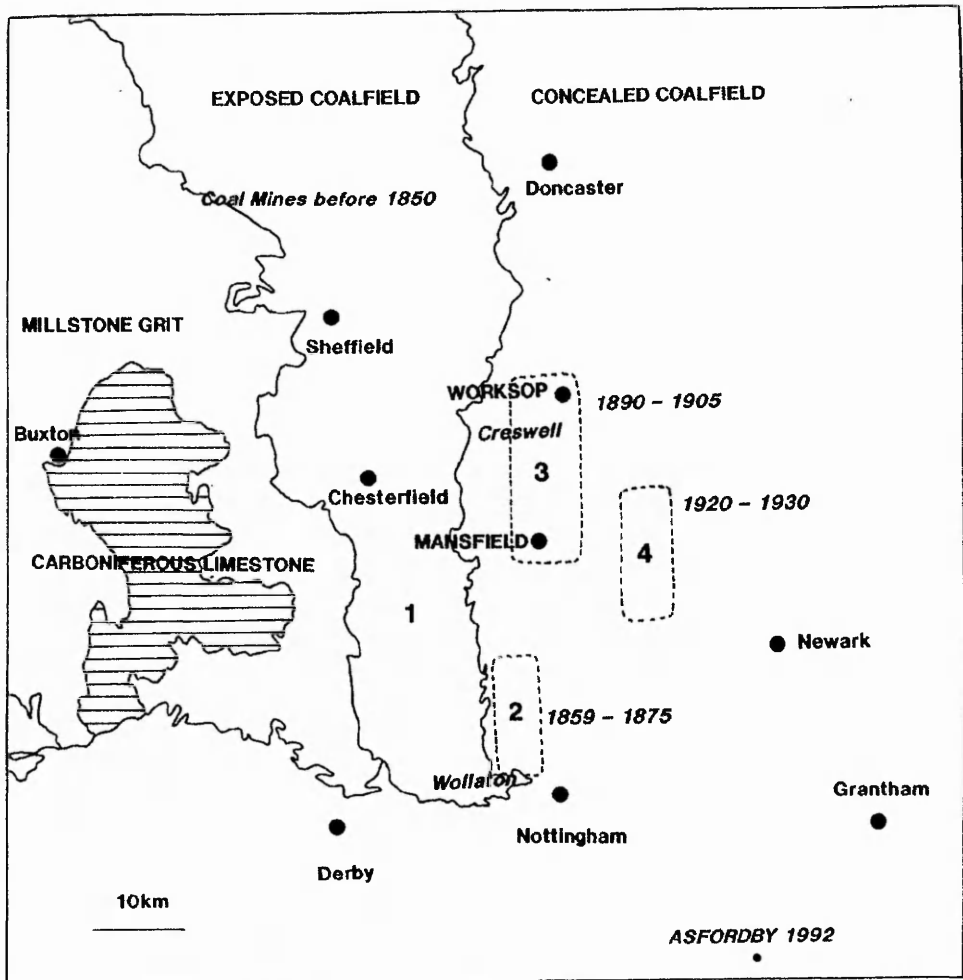 EXPOSED COALFIELD
CONCEALED COALFIELD
Doncaster
Coal Mines before 1850
MILLSTONE GRIT
Sheffield
WORKSOP
1890 – 1905
Buxton
Creswell
3
Chesterfield
1920 – 1930
MANSFIELD
4
CARBONIFEROUS LIMESTONE
1
Newark
2
1859 – 1875
Wollaton
Grantham
Nottingham
Derby
10km
ASFORDBY 1992